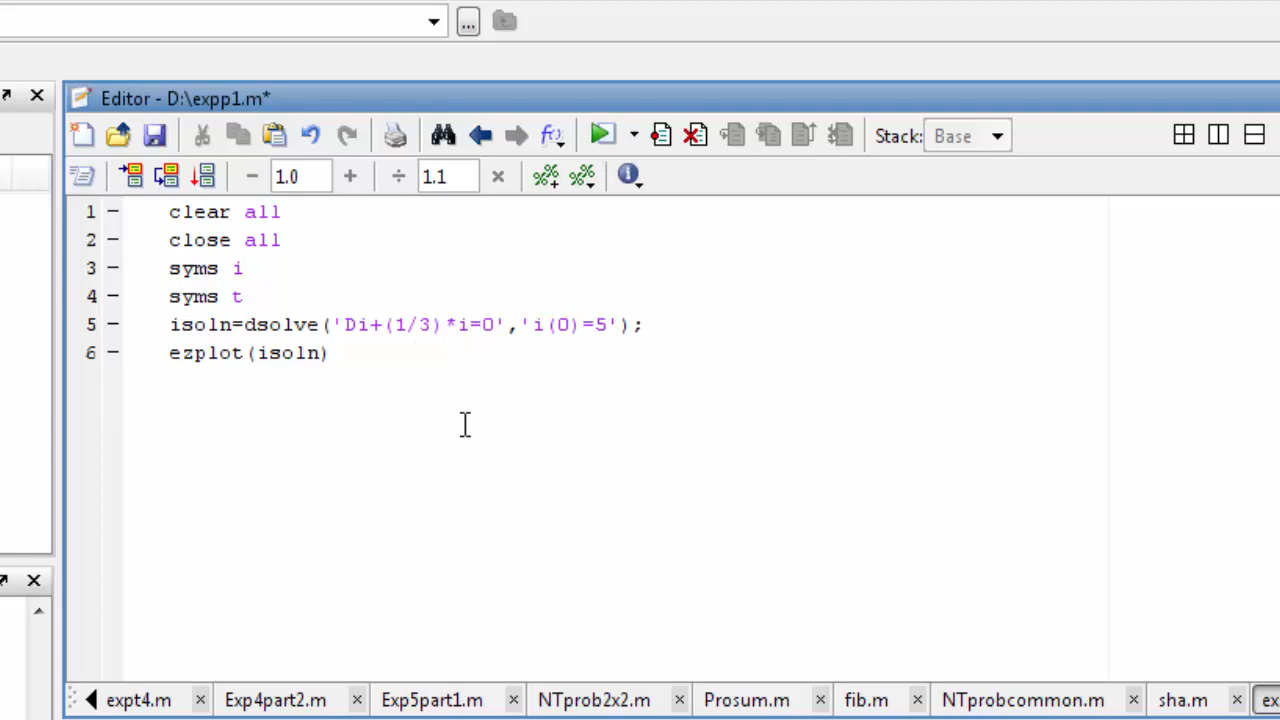 ...
Editor - D:\expp1.m*
Stack: Base
1.0
1.1
1 - clear all
2 - close all
3 - syms i
4 - syms t
5 - isoln=dsolve('Di+(1/3)*i=0','i(0)=5');
6 - ezplot(isoln)
expt4.m × Exp4part2.m × Exp5part1.m × NTprob2x2.m × Prosum.m × fib.m × NTprobcommon.m × sha.m × ex